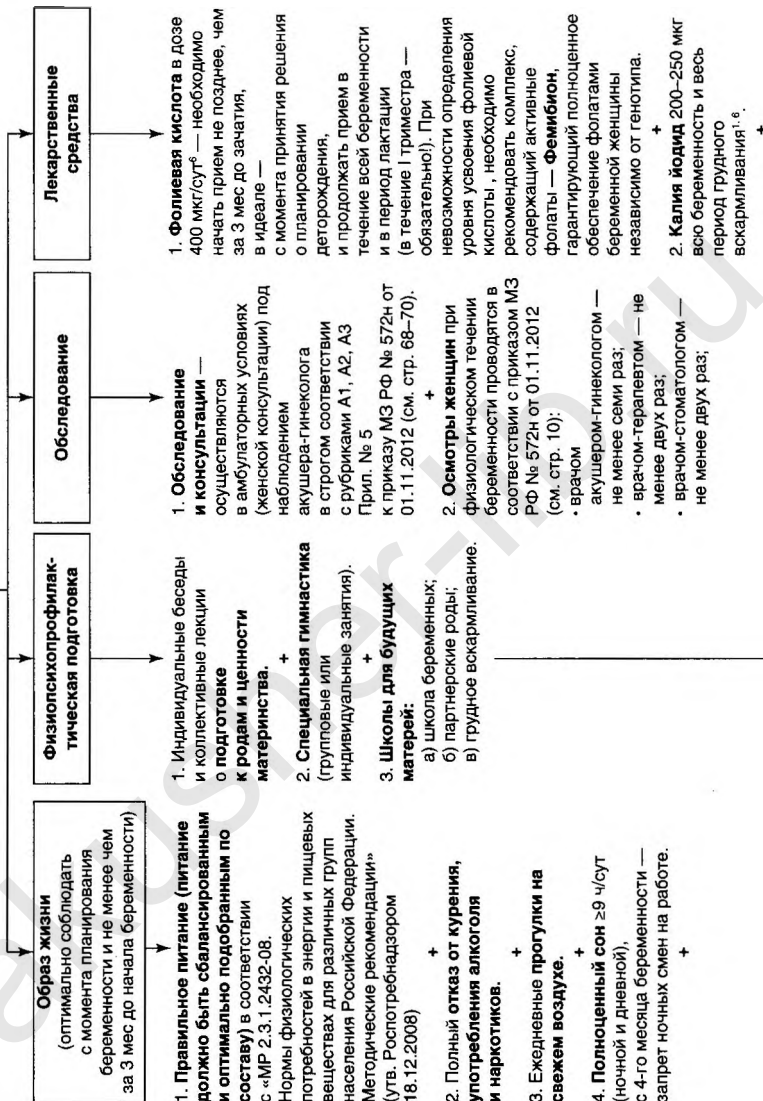 Образ жизни
(оптимально соблюдать
с момента планирования
беременности и не менее чем
за 3 мес до начала беременности)
1. Правильное питание (питание
должно быть сбалансированным
и оптимально подобранным по
составу) в соответствии
с «МР 2.3.1.2432-08.
Нормы физиологических
потребностей в энергии и пищевых
веществах для различных групп
населения Российской Федерации.
Методические рекомендации»
(утв. Роспотребнадзором
18.12.2008)
+
2. Полный отказ от курения,
употребления алкоголя
и наркотиков.
+
3. Ежедневные прогулки на
свежем воздухе.
+
4. Полноценный сон ≥9 ч/сут
(ночной и дневной),
с 4-го месяца беременности —
запрет ночных смен на работе.
+
Физиопсихопрофилак-
тическая подготовка
1. Индивидуальные беседы
и коллективные лекции
о подготовке
к родам и ценности
материнства.
+
2. Специальная гимнастика
(групповые или
индивидуальные занятия).
+
3. Школы для будущих
матерей:
а) школа беременных;
б) партнерские роды;
в) грудное вскармливание.
Обследование
1. Обследование
и консультации —
осуществляются
в амбулаторных условиях
(женской консультации) под
наблюдением
акушера-гинеколога
в строгом соответствии
с рубриками А1, А2, А3
Прил. № 5
к приказу МЗ РФ № 572н от
01.11.2012 (см. стр. 68–70).
+
2. Осмотры женщин при
физиологическом течении
беременности проводятся в
соответствии с приказом МЗ
РФ № 572н от 01.11.2012
(см. стр. 10):
• врачом
акушером-гинекологом —
не менее семи раз;
• врачом-терапевтом — не
менее двух раз;
• врачом-стоматологом —
не менее двух раз;
Лекарственные
средства
1. Фолиевая кислота в дозе
400 мкг/сут⁶ — необходимо
начать прием не позднее, чем
за 3 мес до зачатия,
в идеале —
с момента принятия решения
о планировании
деторождения,
и продолжать прием в
течение всей беременности
и в период лактации
(в течение I триместра —
обязательно!). При
невозможности определения
уровня усвоения фолиевой
кислоты , необходимо
рекомендовать комплекс,
содержащий активные
фолаты — Фемибион,
гарантирующий полноценное
обеспечение фолатами
беременной женщины
независимо от генотипа.
+
2. Калия йодид 200–250 мкг
всю беременность и весь
период грудного
вскармливания¹˒⁶.
+
akusher-lib.ru